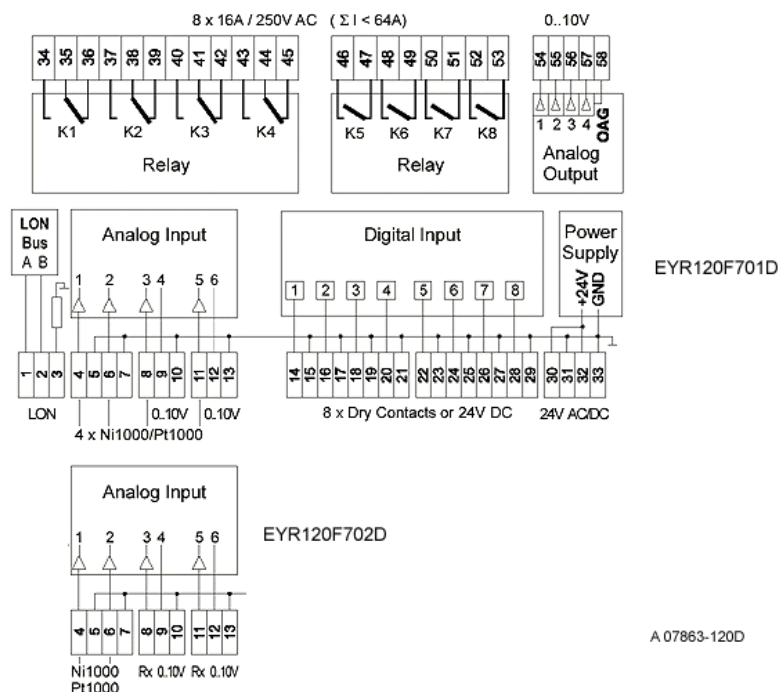 8 x 16A / 250V AC ( Σ I < 64A) 0..10V
34 35 36 37 38 39 40 41 42 43 44 45 46 47 48 49 50 51 52 53 54 55 56 57 58
K1 K2 K3 K4 K5 K6 K7 K8 1 2 3 4 OAG
Relay Relay Analog Output
LON Bus A B
Analog Input
Digital Input
Power Supply
+24V GND
EYR120F701D
1 2 3 4 5 6
1 2 3 4 5 6 7 8
1 2 3 4 5 6 7 8 9 10 11 12 13 14 15 16 17 18 19 20 21 22 23 24 25 26 27 28 29 30 31 32 33
LON 0..10V 0..10V 8 x Dry Contacts or 24V DC 24V AC/DC
4 x Ni1000/Pt1000
Analog Input
EYR120F702D
1 2 3 4 5 6
4 5 6 7 8 9 10 11 12 13
A 07863-120D
Ni1000 Rx 0..10V Rx 0..10V
Pt1000